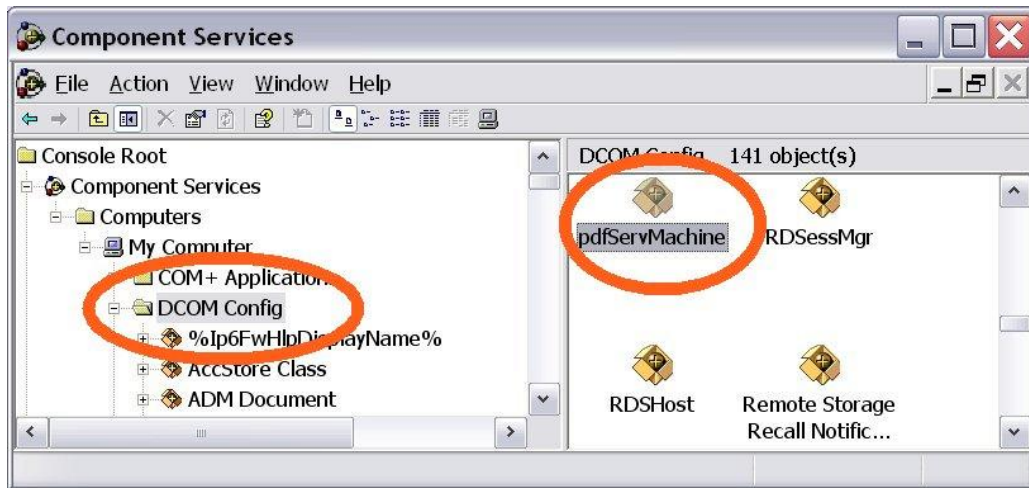 Component Services
File Action View Window Help
Console Root
DCOM Config 141 object(s)
Component Services
Computers
My Computer
COM+ Application
DCOM Config
%Ip6FwHlpDisplayName%
AccStore Class
ADM Document
pdfServMachine RDSessMgr
RDSHost Remote Storage
Recall Notific...